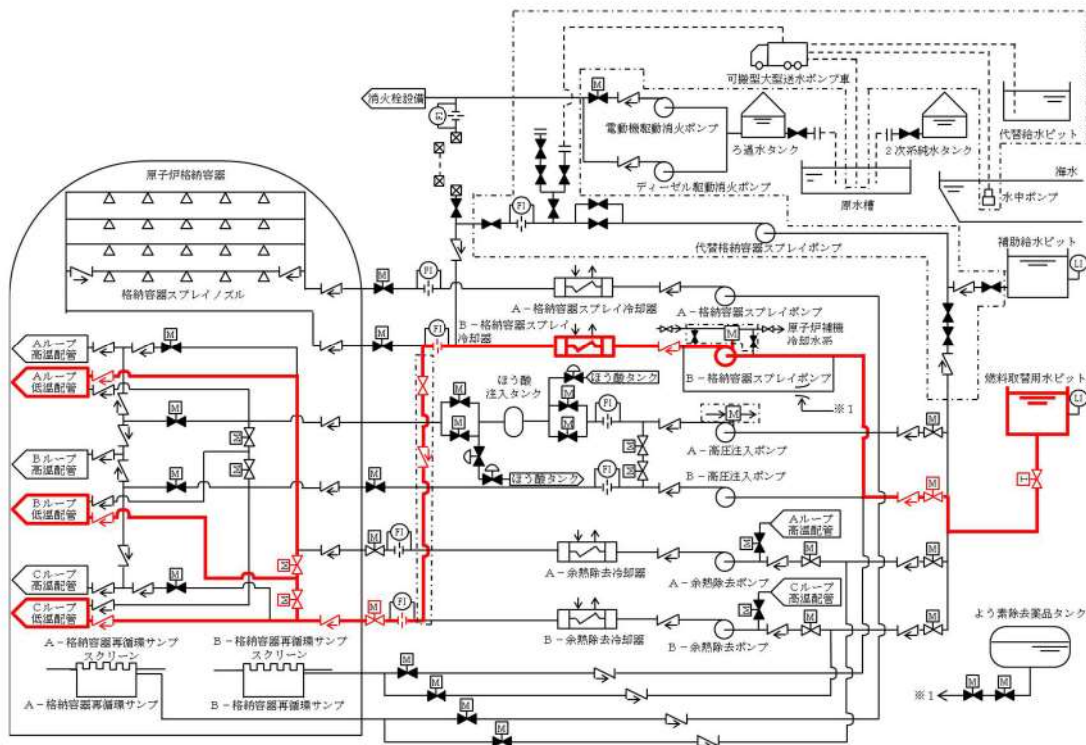 可搬型大型送水ポンプ車
消火栓設備
FI
M
電動機駆動消火ポンプ
ろ過水タンク
2次系純水タンク
代替給水ピット
海水
ディーゼル駆動消火ポンプ
原水槽
水中ポンプ
原子炉格納容器
FI
代替格納容器スプレイポンプ
補助給水ピット
LI
格納容器スプレイノズル
M
FI
A-格納容器スプレイ冷却器
A-格納容器スプレイポンプ
B-格納容器スプレイ
冷却器
M
FI
M
原子炉補機
冷却水系
Aループ
高温配管
M
Aループ
低温配管
ほう酸
注入タンク
ほう酸タンク
B-格納容器スプレイポンプ
燃料取替用水ピット
LI
※1
M
M
M
M
M
FI
M
M
A-高圧注入ポンプ
M
M
M
Bループ
高温配管
M
M
M
ほう酸タンク
FI
B-高圧注入ポンプ
M
T
Bループ
低温配管
Aループ
高温配管
M
FI
M
M
M
A-余熱除去冷却器
A-余熱除去ポンプ
Cループ
高温配管
M
M
Cループ
高温配管
Cループ
低温配管
M
M
FI
M
M
M
B-余熱除去冷却器
B-余熱除去ポンプ
よう素除去薬品タンク
A-格納容器再循環サンプ
スクリーン
B-格納容器再循環サンプ
スクリーン
M
M
※1
M
M
A-格納容器再循環サンプ
B-格納容器再循環サンプ
M
M